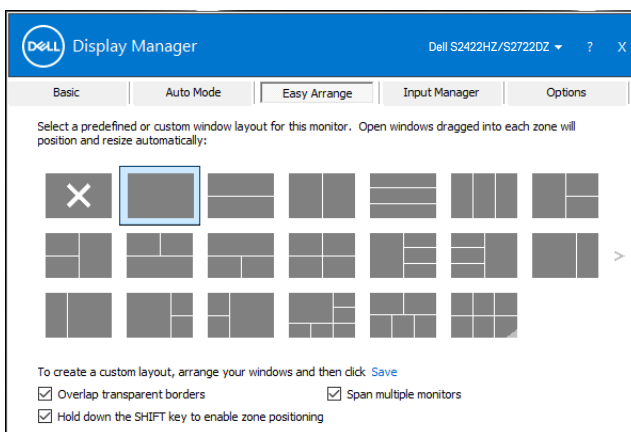 DELL Display Manager Dell S2422HZ/S2722DZ ? X
Basic Auto Mode Easy Arrange Input Manager Options
Select a predefined or custom window layout for this monitor. Open windows dragged into each zone will
position and resize automatically:
>
To create a custom layout, arrange your windows and then click Save
Overlap transparent borders Span multiple monitors
Hold down the SHIFT key to enable zone positioning